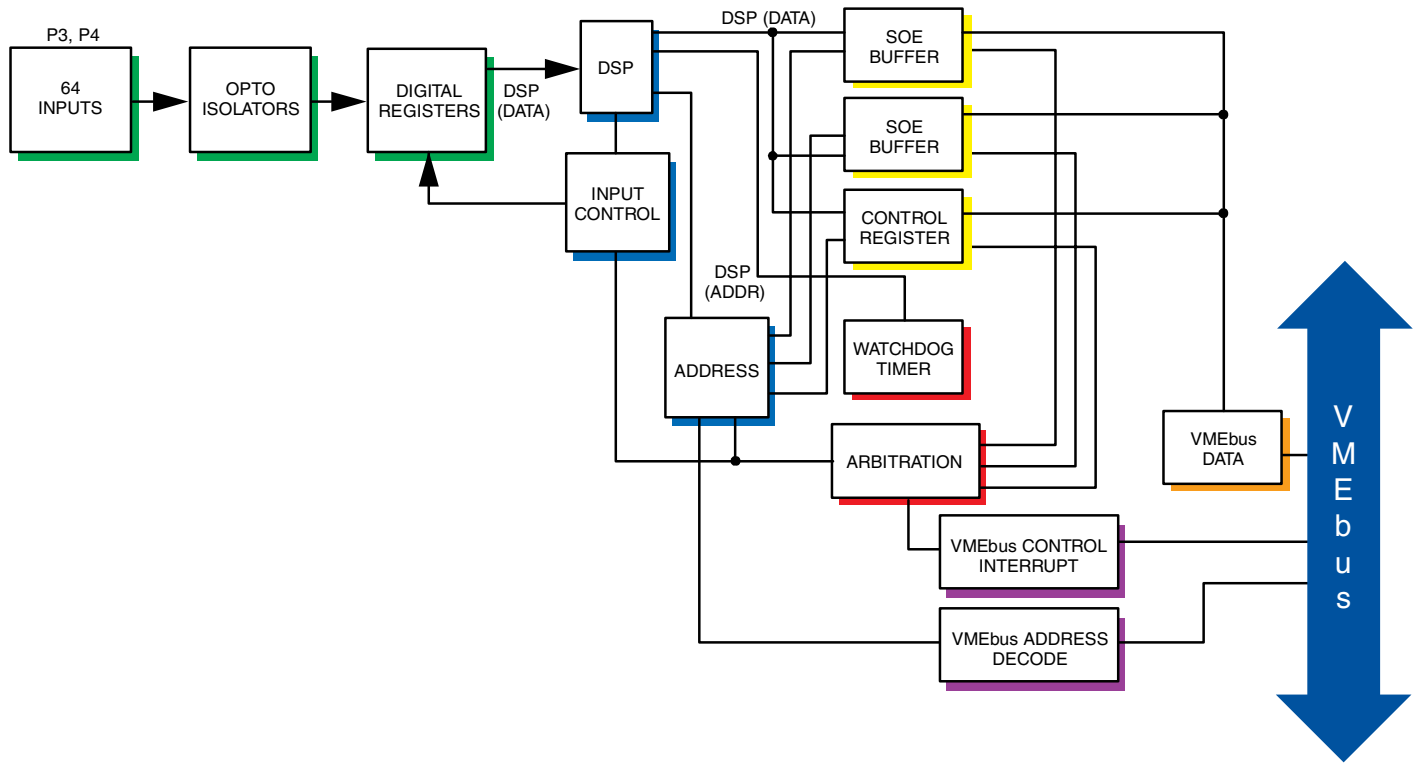 P3, P4
64
INPUTS
OPTO
ISOLATORS
DIGITAL
REGISTERS
DSP
(DATA)
DSP
INPUT
CONTROL
DSP (DATA)
SOE
BUFFER
SOE
BUFFER
CONTROL
REGISTER
DSP
(ADDR)
ADDRESS
WATCHDOG
TIMER
ARBITRATION
VMEbus
DATA
VMEbus CONTROL
INTERRUPT
VMEbus ADDRESS
DECODE
VMEbus